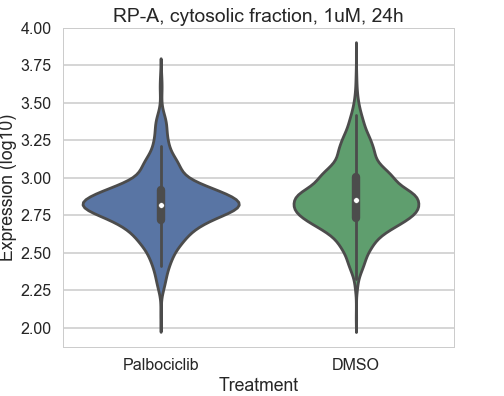 RP-A, cytosolic fraction, 1uM, 24h
4.00
3.75
3.50
3.25
3.00
2.75
2.50
2.25
2.00
Expression (log10)
Palbociclib
DMSO
Treatment